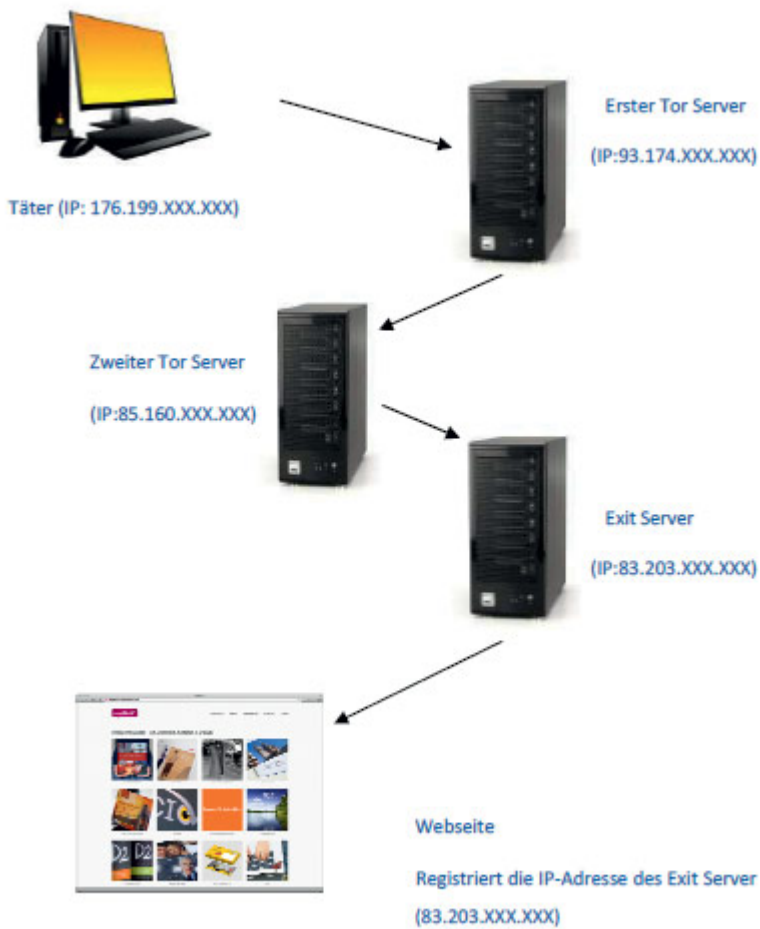 Erster Tor Server
(IP:93.174.XXX.XXX)
Täter (IP: 176.199.XXX.XXX)
Zweiter Tor Server
(IP:85.160.XXX.XXX)
Exit Server
(IP:83.203.XXX.XXX)
D2 D2
Webseite
Registriert die IP-Adresse des Exit Server
(83.203.XXX.XXX)